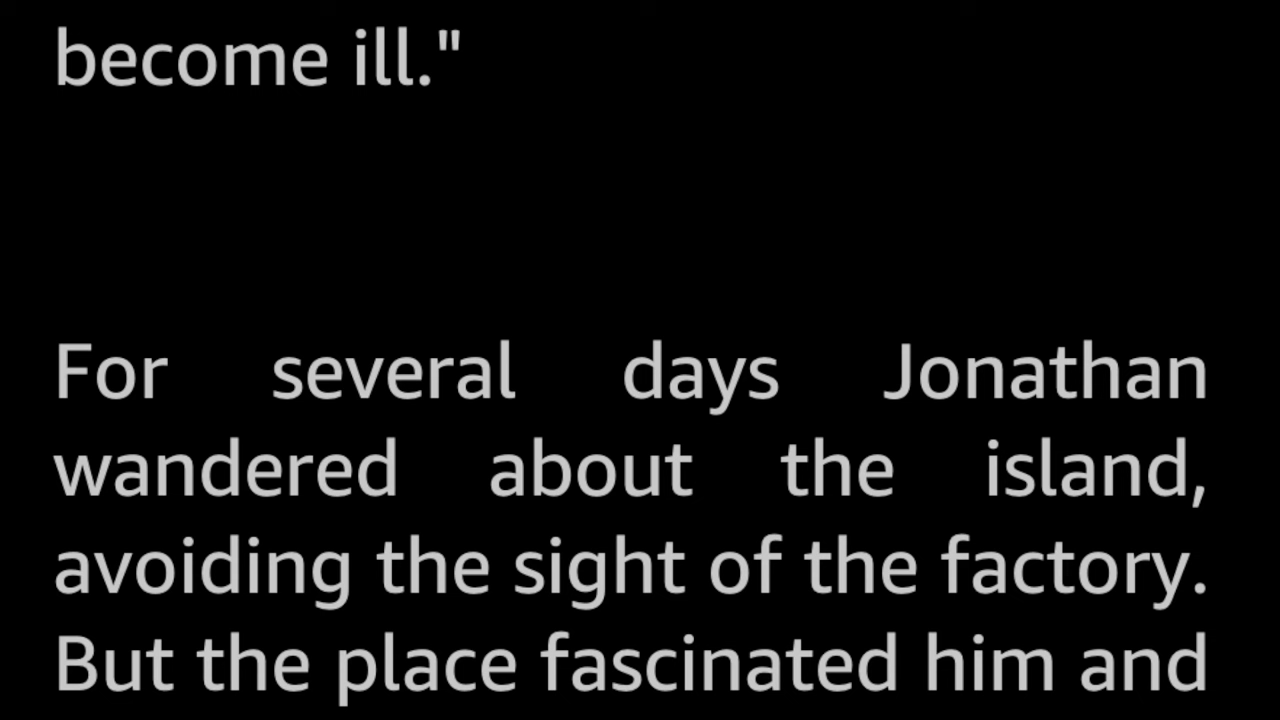 become ill."
For several days Jonathan
wandered about the island,
avoiding the sight of the factory.
But the place fascinated him and